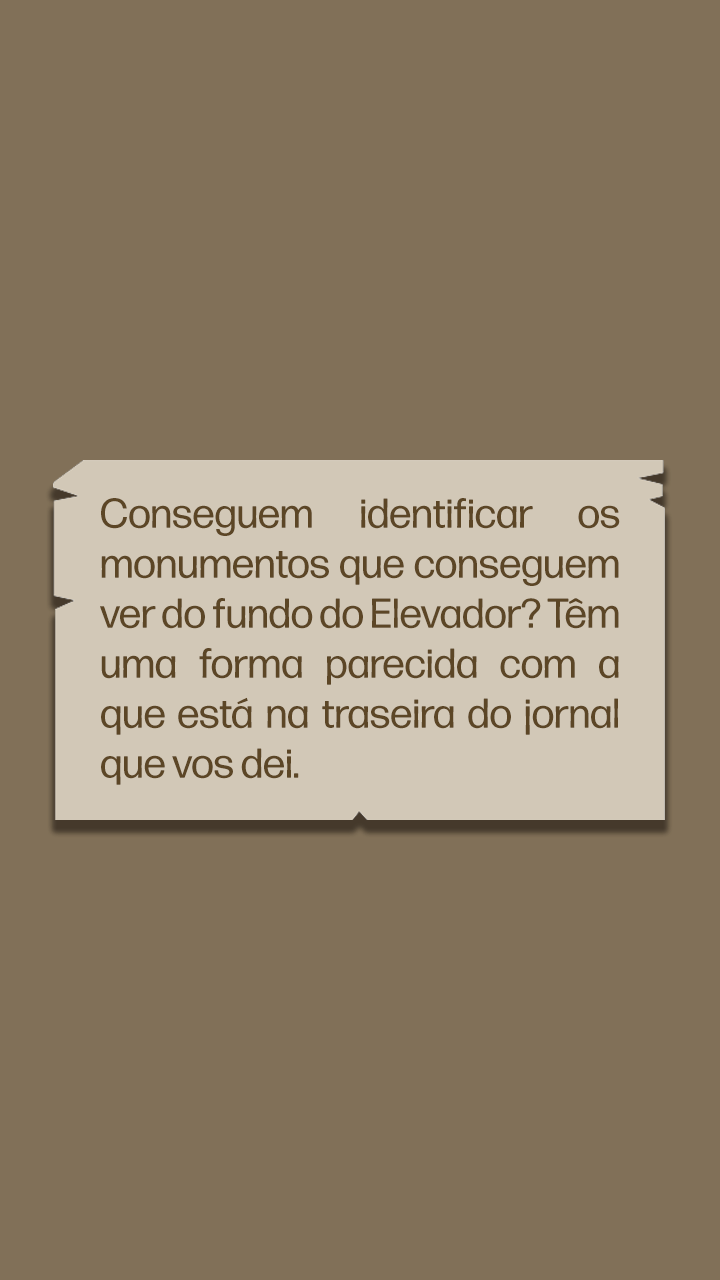 Conseguem identificar os
monumentos que conseguem
ver do fundo do Elevador? Têm
uma forma parecida com a
que está na traseira do jornal
que vos dei.